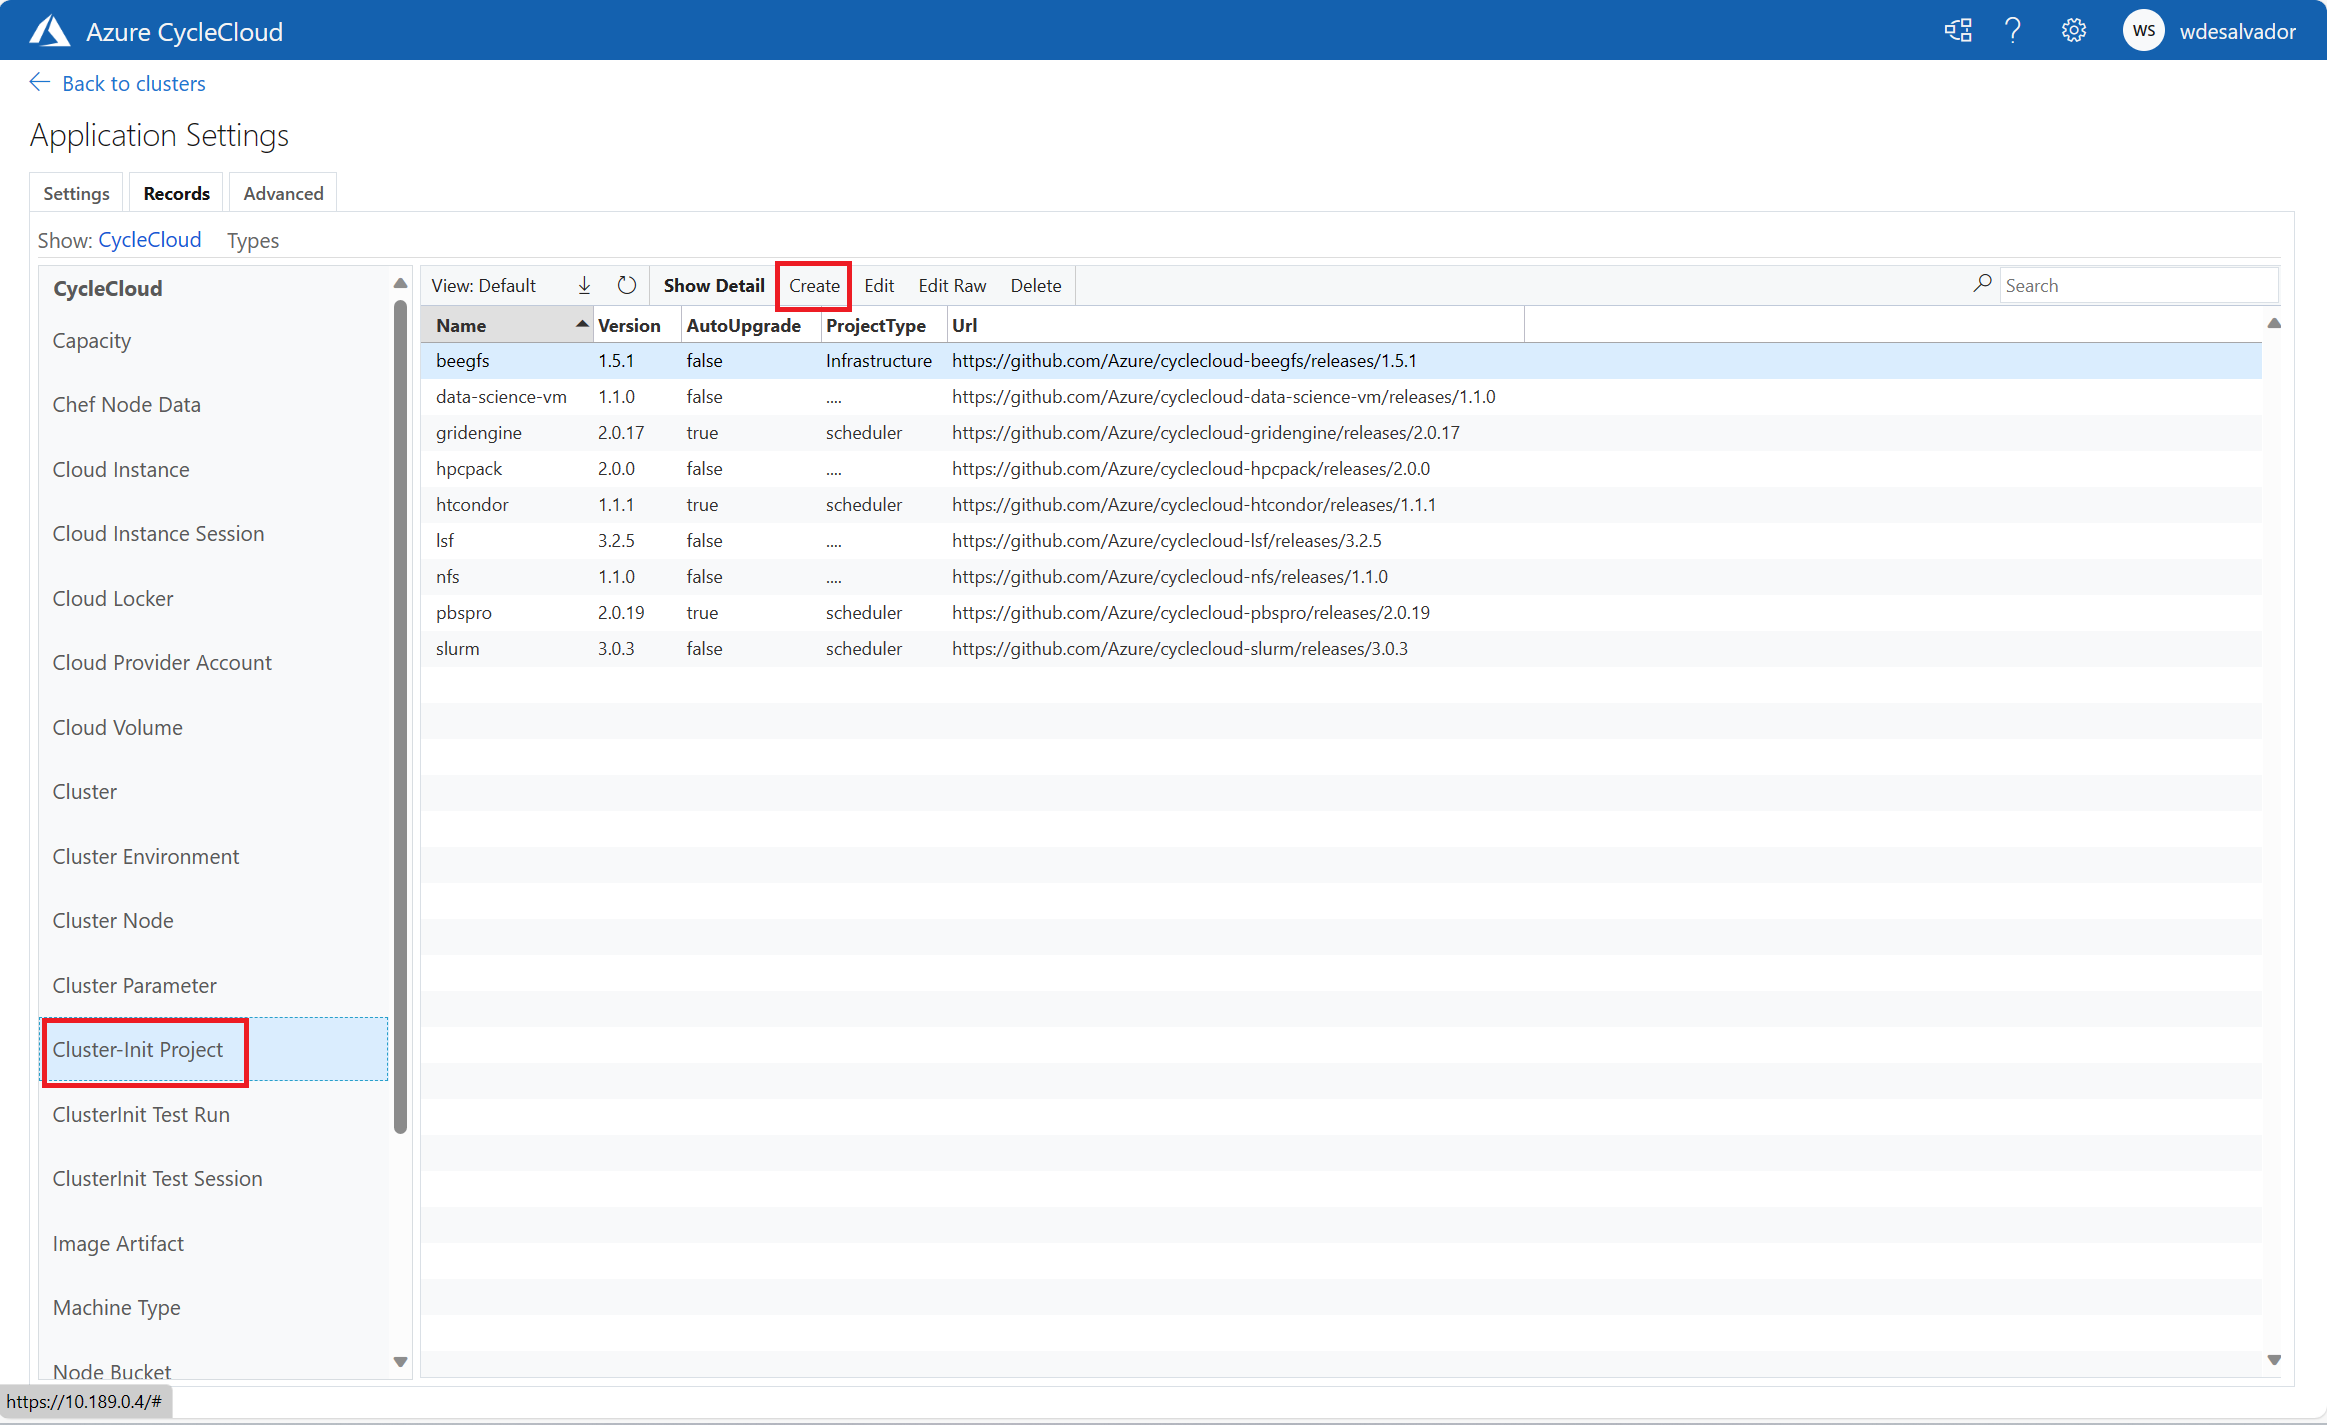 Azure CycleCloud
WS wdesalvador
Back to clusters
Application Settings
Settings Records Advanced
Show: CycleCloud Types
CycleCloud
Capacity
Chef Node Data
Cloud Instance
Cloud Instance Session
Cloud Locker
Cloud Provider Account
Cloud Volume
Cluster
Cluster Environment
Cluster Node
Cluster Parameter
Cluster-Init Project
ClusterInit Test Run
ClusterInit Test Session
Image Artifact
Machine Type
Node Bucket
View: Default Show Detail Create Edit Edit Raw Delete Search
Name Version AutoUpgrade ProjectType Url
beegfs 1.5.1 false Infrastructure https://github.com/Azure/cyclecloud-beegfs/releases/1.5.1
data-science-vm 1.1.0 false .... https://github.com/Azure/cyclecloud-data-science-vm/releases/1.1.0
gridengine 2.0.17 true scheduler https://github.com/Azure/cyclecloud-gridengine/releases/2.0.17
hpcpack 2.0.0 false .... https://github.com/Azure/cyclecloud-hpcpack/releases/2.0.0
htcondor 1.1.1 true scheduler https://github.com/Azure/cyclecloud-htcondor/releases/1.1.1
lsf 3.2.5 false .... https://github.com/Azure/cyclecloud-lsf/releases/3.2.5
nfs 1.1.0 false .... https://github.com/Azure/cyclecloud-nfs/releases/1.1.0
pbspro 2.0.19 true scheduler https://github.com/Azure/cyclecloud-pbspro/releases/2.0.19
slurm 3.0.3 false scheduler https://github.com/Azure/cyclecloud-slurm/releases/3.0.3
https://10.189.0.4/#